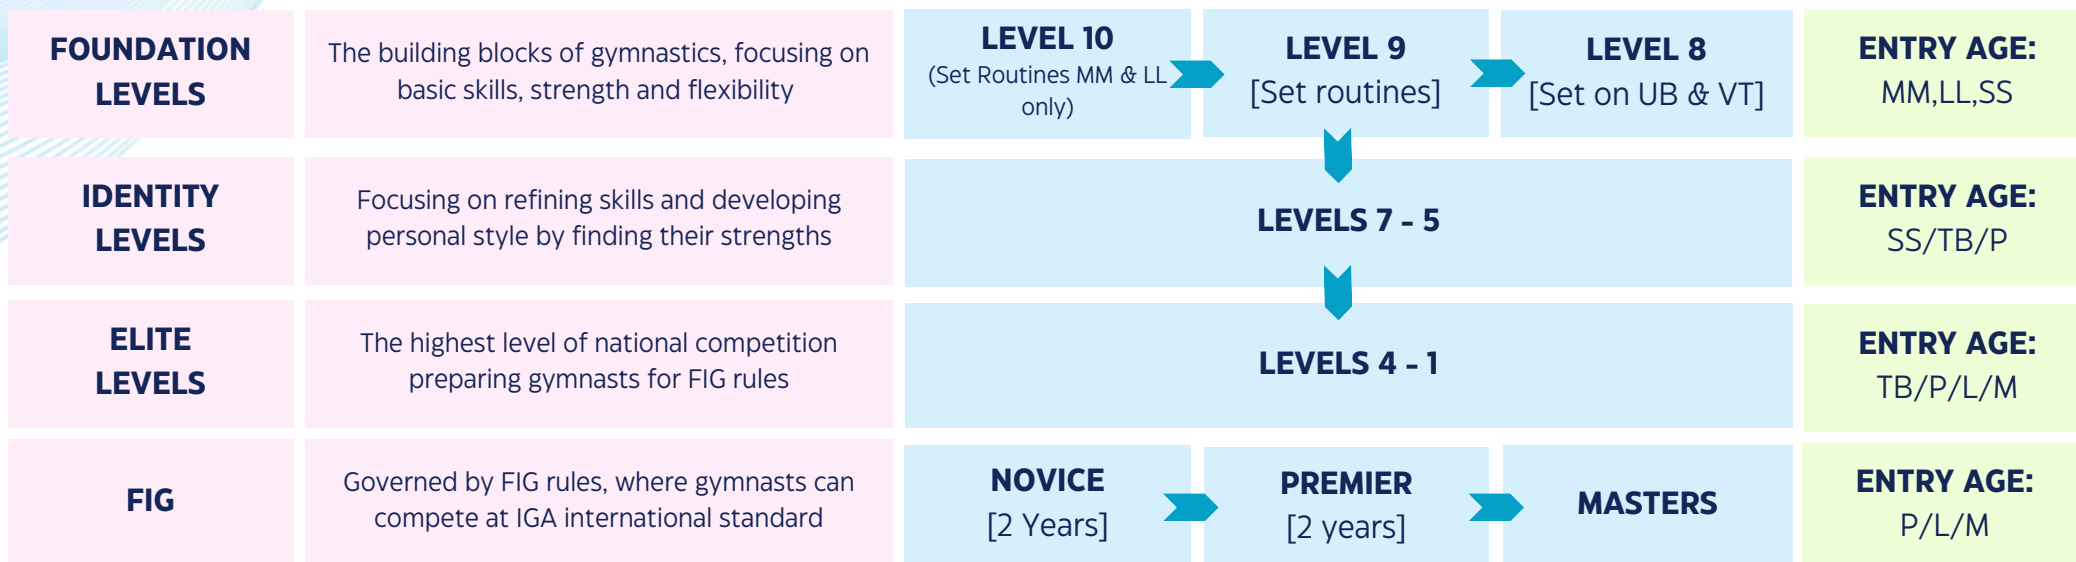 FOUNDATION
LEVELS
The building blocks of gymnastics, focusing on
basic skills, strength and flexibility
LEVEL 10
(Set Routines MM & LL
only)
LEVEL 9
[Set routines]
LEVEL 8
[Set on UB & VT]
ENTRY AGE:
MM,LL,SS
IDENTITY
LEVELS
Focusing on refining skills and developing
personal style by finding their strengths
LEVELS 7 - 5
ENTRY AGE:
SS/TB/P
ELITE
LEVELS
The highest level of national competition
preparing gymnasts for FIG rules
LEVELS 4 - 1
ENTRY AGE:
TB/P/L/M
FIG
Governed by FIG rules, where gymnasts can
compete at IGA international standard
NOVICE
[2 Years]
PREMIER
[2 years]
MASTERS
ENTRY AGE:
P/L/M